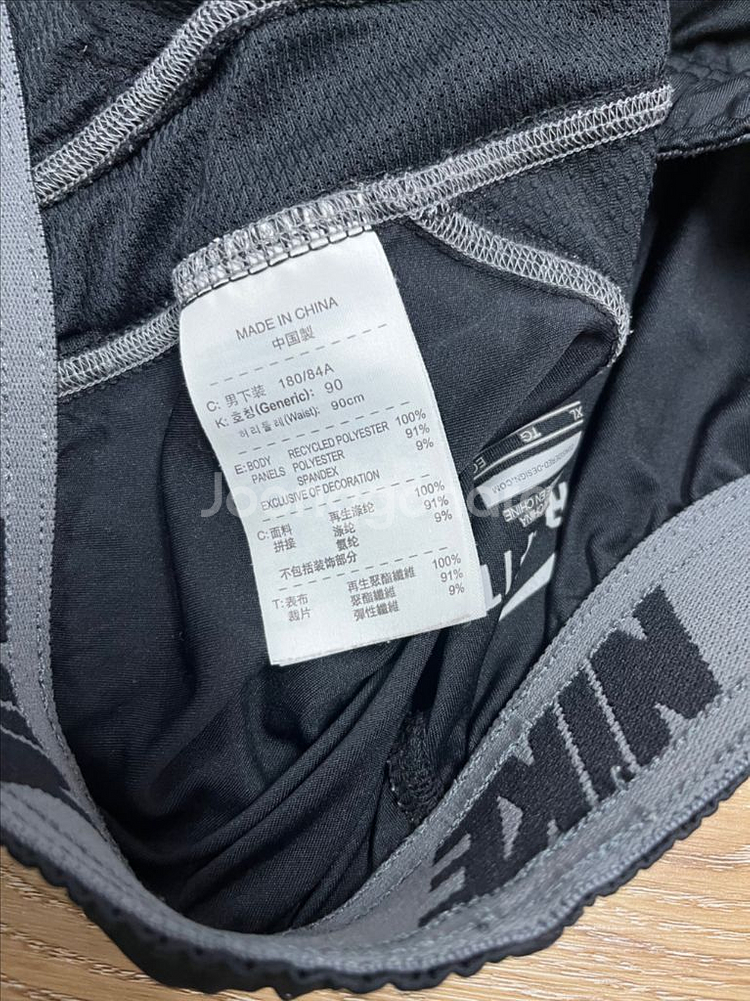 MADE IN CHINA
中国製
C: 男下装 180/84A
K: 호칭(Generic): 90
허리둘레(Waist): 90cm
E: BODY RECYCLED POLYESTER 100%
PANELS POLYESTER 91%
SPANDEX 9%
EXCLUSIVE OF DECORATION
C: 面料 再生涤纶 100%
拼接 涤纶 91%
氨纶 9%
不包括装饰部分
T: 表布 再生聚酯纖維 100%
裁片 聚酯纖維 91%
彈性纖維 9%
XL TG
NIKE